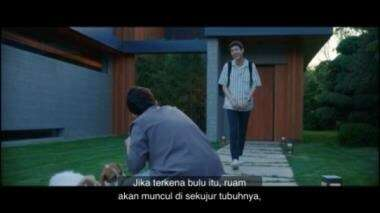 Jika terkena bulu itu, ruam
akan muncul di sekujur tubuhnya,